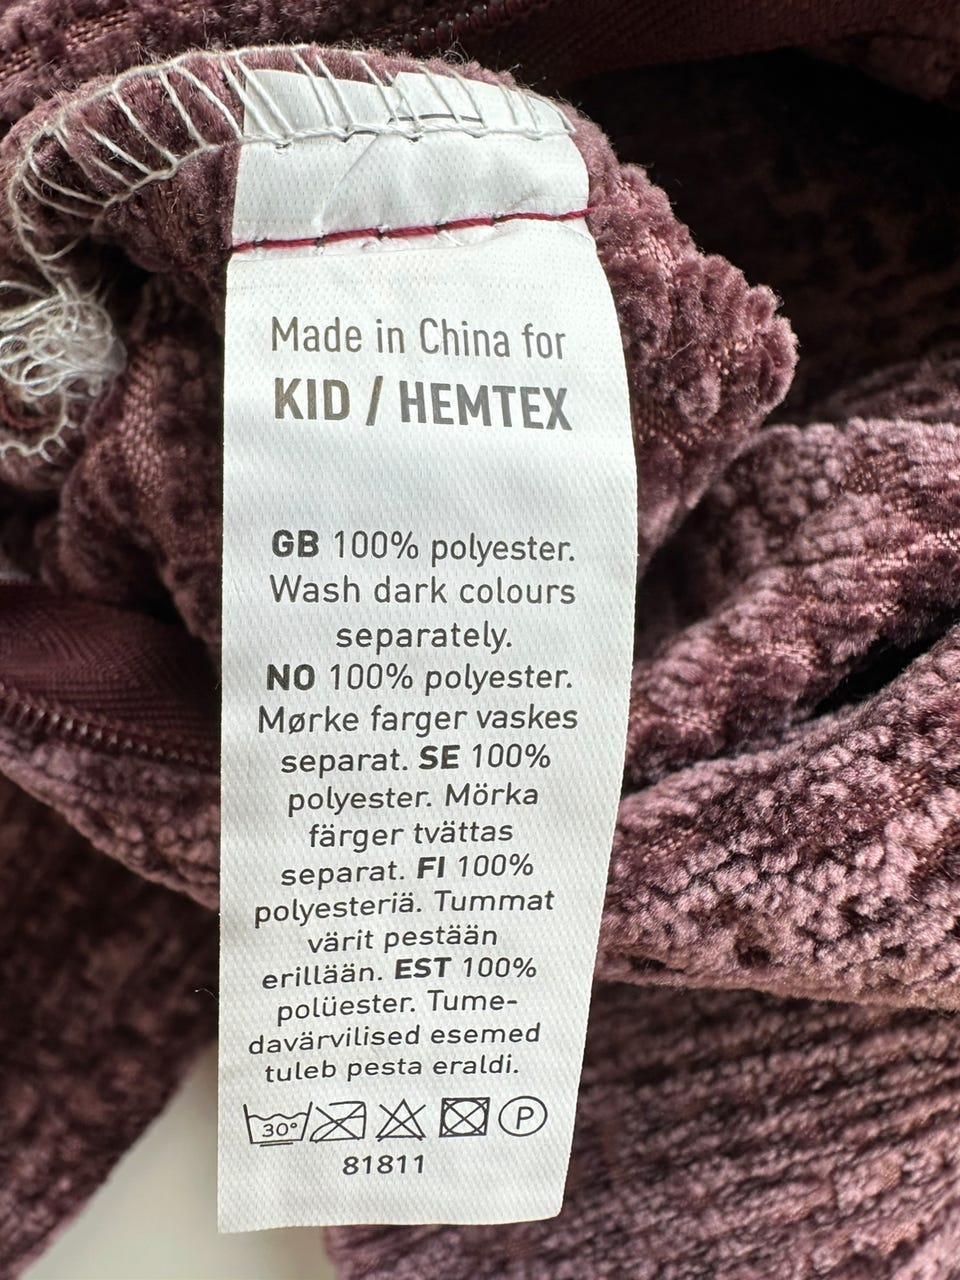 Made in China for
KID / HEMTEX
GB 100% polyester.
Wash dark colours
separately.
NO 100% polyester.
Mørke farger vaskes
separat. SE 100%
polyester. Mörka
färger tvättas
separat. FI 100%
polyesteriä. Tummat
värit pestään
erillään. EST 100%
polüester. Tume-
davärvilised esemed
tuleb pesta eraldi.
30° P
81811